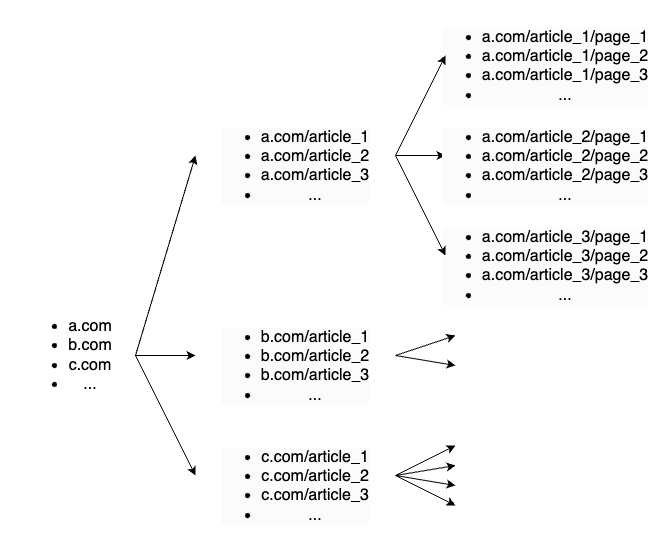 a.com
b.com
c.com
...
a.com/article_1
a.com/article_2
a.com/article_3
...
b.com/article_1
b.com/article_2
b.com/article_3
...
c.com/article_1
c.com/article_2
c.com/article_3
...
a.com/article_1/page_1
a.com/article_1/page_2
a.com/article_1/page_3
...
a.com/article_2/page_1
a.com/article_2/page_2
a.com/article_2/page_3
...
a.com/article_3/page_1
a.com/article_3/page_2
a.com/article_3/page_3
...